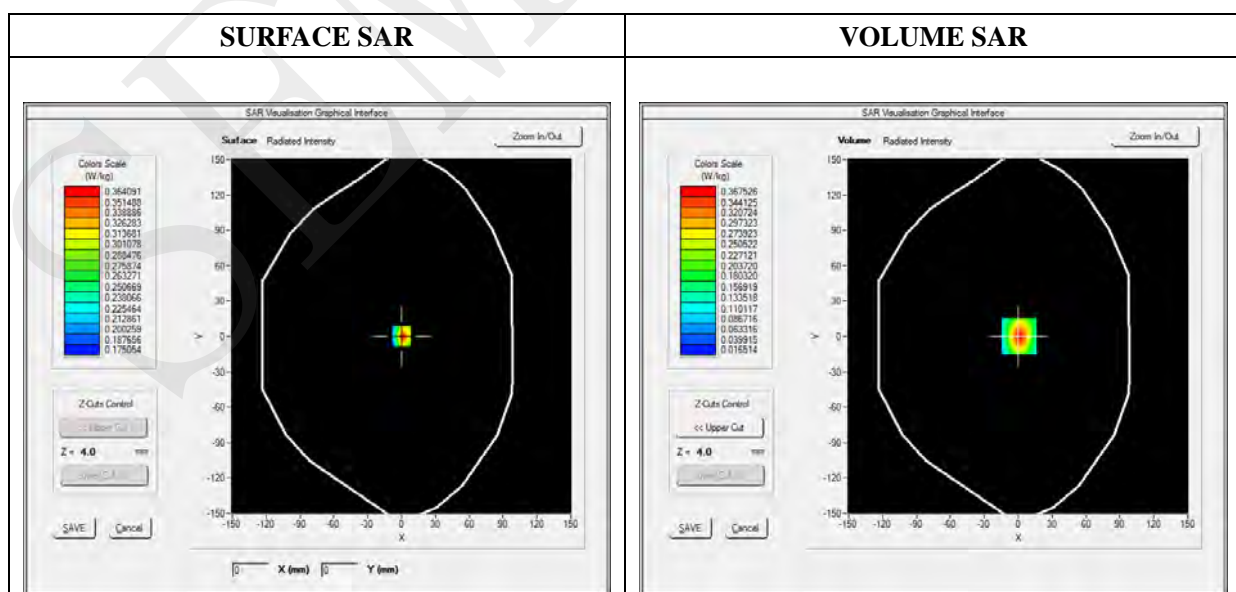 SURFACE SAR
VOLUME SAR
SAR Visualisation Graphical Interface
Surface Radiated Intensity
Zoom In/Out
Colors Scale
(W/kg)
0.364091
0.351488
0.338886
0.326283
0.313681
0.301078
0.288476
0.275874
0.263271
0.250669
0.238066
0.225464
0.212861
0.200259
0.187656
0.175054
150
120
90
60
30
0
-30
-60
-90
-120
-150
Y
-150 -120 -90 -60 -30 0 30 60 90 120 150
X
Z-Cuts Control
<< Upper Cut
Z = 4.0 mm
SAVE Cancel
0 X (mm) 0 Y (mm)
SAR Visualisation Graphical Interface
Volume Radiated Intensity
Zoom In/Out
Colors Scale
(W/kg)
0.367526
0.344125
0.320724
0.297323
0.273923
0.250522
0.227121
0.203720
0.180320
0.156919
0.133518
0.110117
0.086716
0.063316
0.039915
0.016514
150
120
90
60
30
0
-30
-60
-90
-120
-150
Y
-150 -120 -90 -60 -30 0 30 60 90 120 150
X
Z-Cuts Control
<< Upper Cut
Z = 4.0 mm
SAVE Cancel